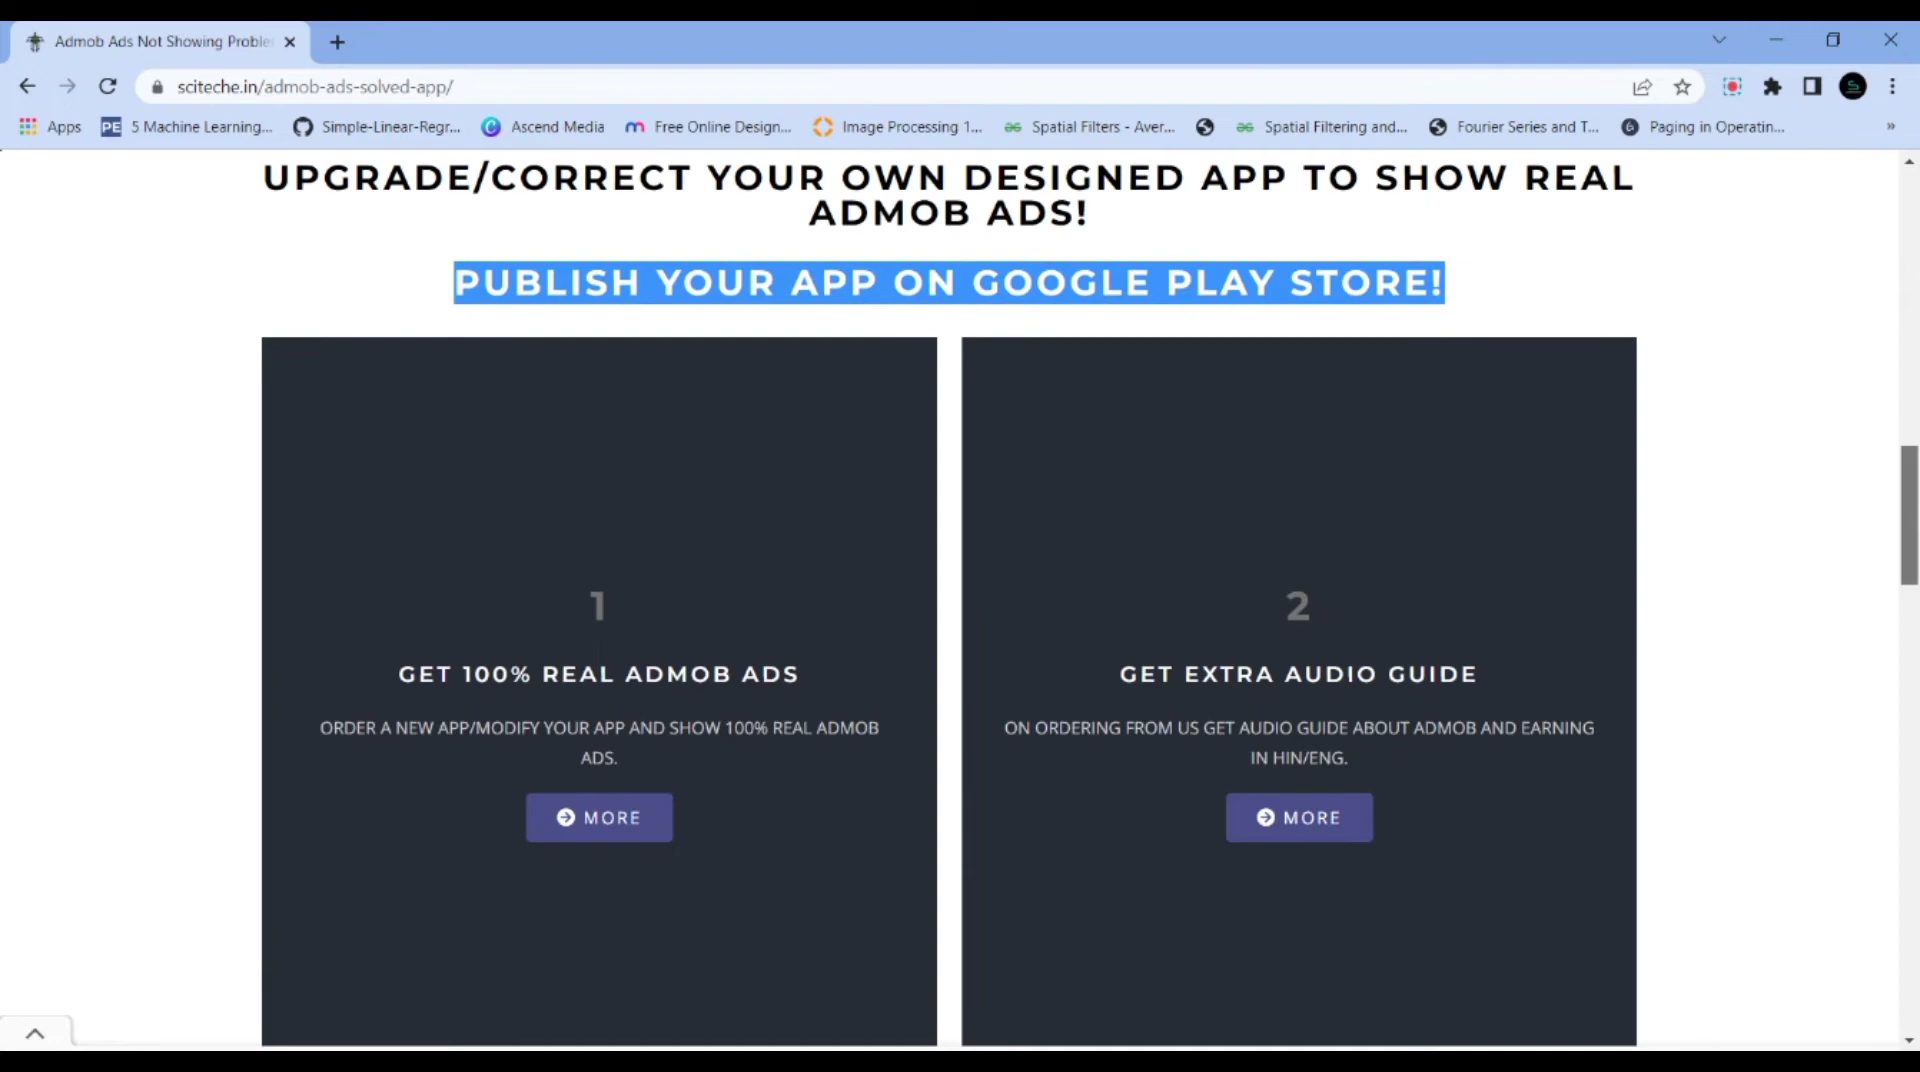 Admob Ads Not Showing Proble
sciteche.in/admob-ads-solved-app/
Apps
PE
5 Machine Learning...
Simple-Linear-Regr...
Ascend Media
Free Online Design...
Image Processing 1...
Spatial Filters - Aver...
Spatial Filtering and...
Fourier Series and T...
Paging in Operatin...
»
UPGRADE/CORRECT YOUR OWN DESIGNED APP TO SHOW REAL
ADMOB ADS!
PUBLISH YOUR APP ON GOOGLE PLAY STORE!
1
GET 100% REAL ADMOB ADS
ORDER A NEW APP/MODIFY YOUR APP AND SHOW 100% REAL ADMOB
ADS.
MORE
2
GET EXTRA AUDIO GUIDE
ON ORDERING FROM US GET AUDIO GUIDE ABOUT ADMOB AND EARNING
IN HIN/ENG.
MORE